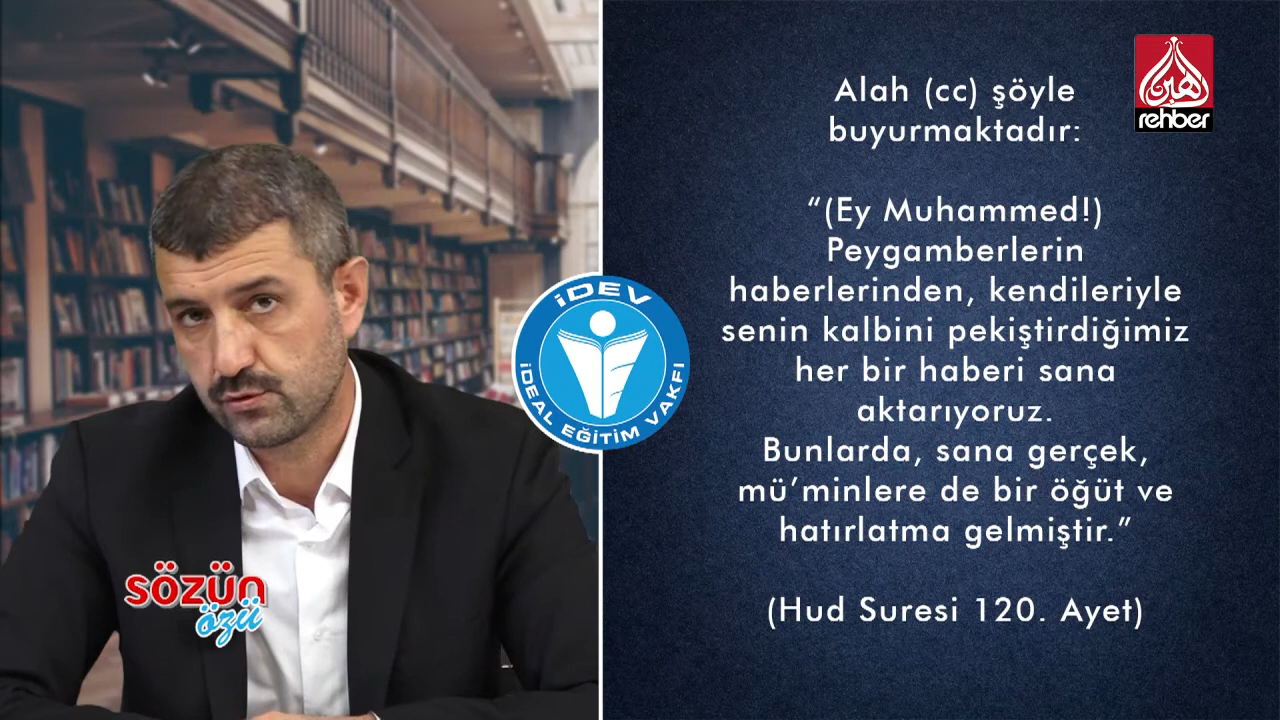 Alah (cc) şöyle
buyurmaktadır:
“(Ey Muhammed!)
Peygamberlerin
haberlerinden, kendileriyle
senin kalbini pekiştirdiğimiz
her bir haberi sana
aktarıyoruz.
Bunlarda, sana gerçek,
mü’minlere de bir öğüt ve
hatırlatma gelmiştir.”
(Hud Suresi 120. Ayet)
rehber
İDEV
İDEAL EĞİTİM VAKFI
sözün
özü